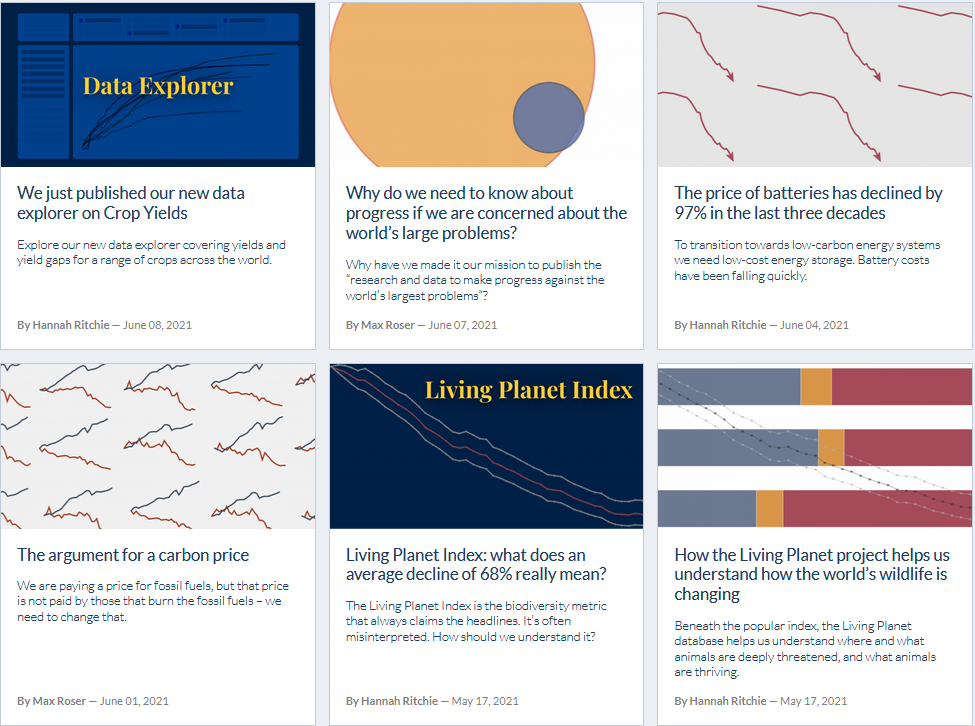 Data Explorer
We just published our new data
explorer on Crop Yields
Explore our new data explorer covering yields and
yield gaps for a range of crops across the world.
By Hannah Ritchie — June 08, 2021
Why do we need to know about
progress if we are concerned about the
world’s large problems?
Why have we made it our mission to publish the
“research and data to make progress against the
world’s largest problems”?
By Max Roser — June 07, 2021
The price of batteries has declined by
97% in the last three decades
To transition towards low-carbon energy systems
we need low-cost energy storage. Battery costs
have been falling quickly.
By Hannah Ritchie — June 04, 2021
The argument for a carbon price
We are paying a price for fossil fuels, but that price
is not paid by those that burn the fossil fuels – we
need to change that.
By Max Roser — June 01, 2021
Living Planet Index
Living Planet Index: what does an
average decline of 68% really mean?
The Living Planet Index is the biodiversity metric
that always claims the headlines. It’s often
misinterpreted. How should we understand it?
By Hannah Ritchie — May 17, 2021
How the Living Planet project helps us
understand how the world’s wildlife is
changing
Beneath the popular index, the Living Planet
database helps us understand where and what
animals are deeply threatened, and what animals
are thriving.
By Hannah Ritchie — May 17, 2021